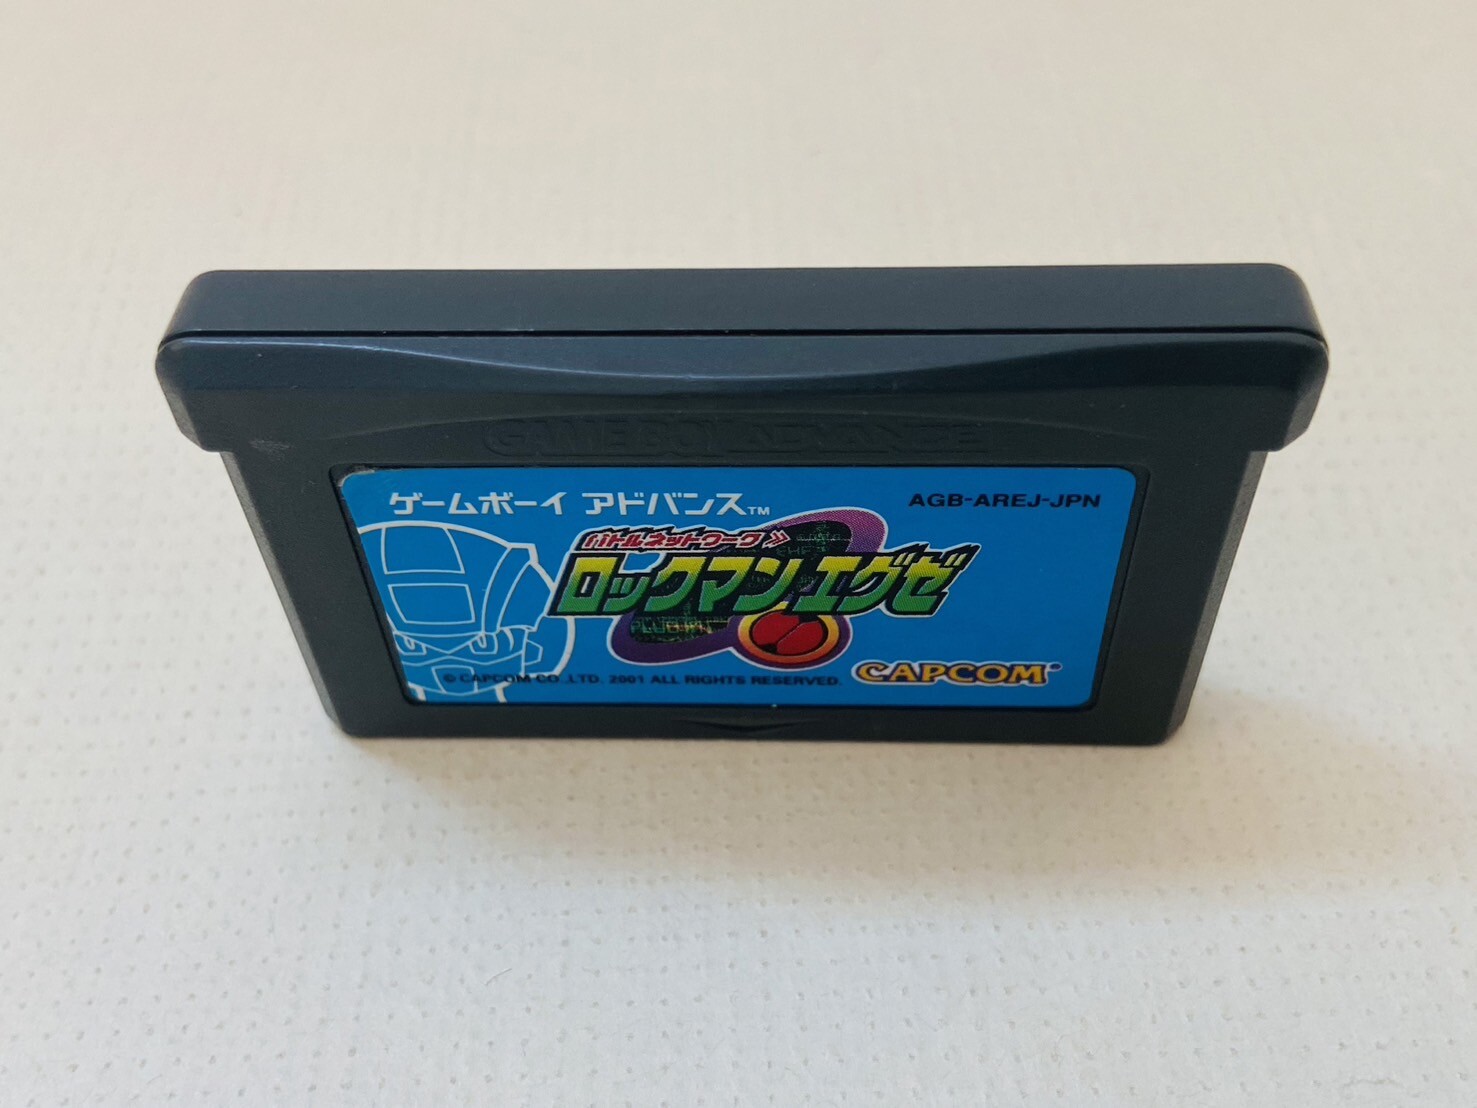 GAME BOY ADVANCE
ゲームボーイ アドバンス™
AGB-AREJ-JPN
バトルネットワーク
ロックマン エグゼ
CAPCOM
© CAPCOM CO.,LTD. 2001 ALL RIGHTS RESERVED.